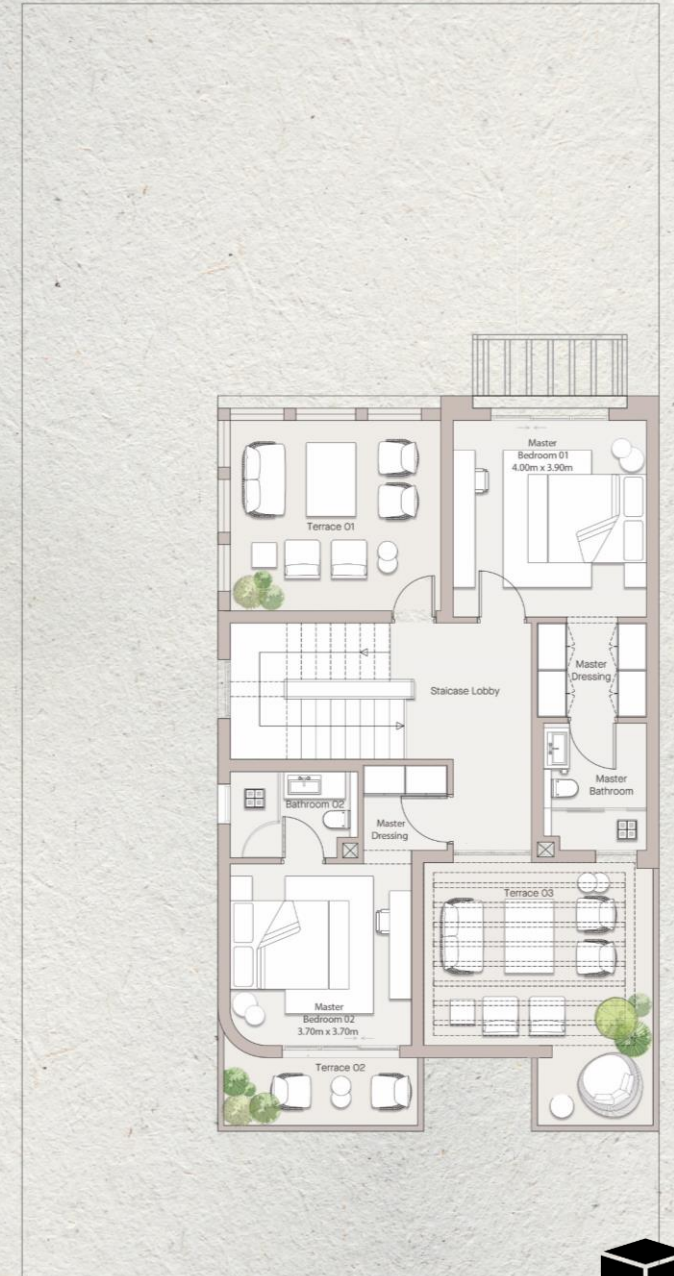 Master
Bedroom 01
4.00m x 3.90m
Terrace 01
Master
Dressing
Staicase Lobby
Master
Bathroom
Bathroom 02
Master
Dressing
Terrace 03
Master
Bedroom 02
3.70m x 3.70m
Terrace 02